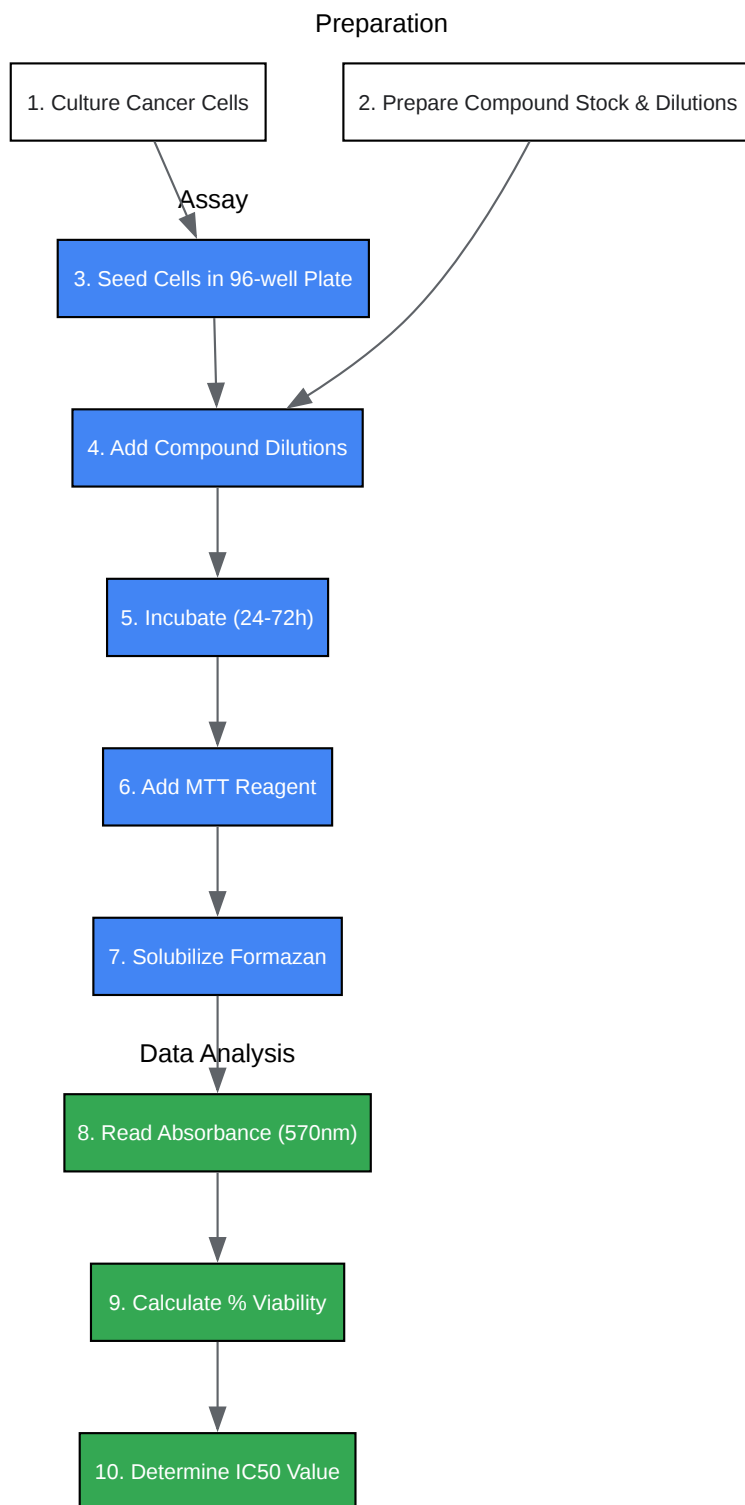 Preparation
1. Culture Cancer Cells
2. Prepare Compound Stock & Dilutions
Assay
3. Seed Cells in 96-well Plate
4. Add Compound Dilutions
5. Incubate (24-72h)
6. Add MTT Reagent
7. Solubilize Formazan
Data Analysis
8. Read Absorbance (570nm)
9. Calculate % Viability
10. Determine IC50 Value